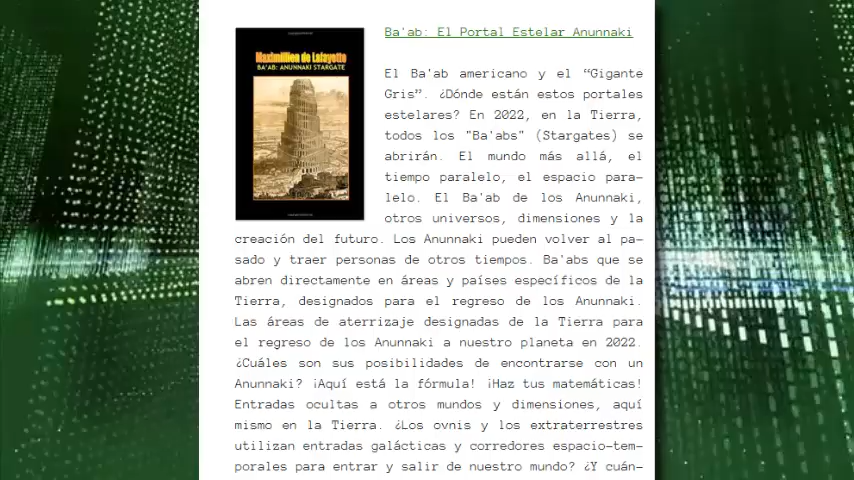 Ba'ab: El Portal Estelar Anunnaki
Maximillien de Lafayette
BA'AB: ANUNNAKI STARGATE
El Ba'ab americano y el “Gigante
Gris”. ¿Dónde están estos portales
estelares? En 2022, en la Tierra,
todos los "Ba'abs" (Stargates) se
abrirán. El mundo más allá, el
tiempo paralelo, el espacio para-
lelo. El Ba'ab de los Anunnaki,
otros universos, dimensiones y la
creación del futuro. Los Anunnaki pueden volver al pa-
sado y traer personas de otros tiempos. Ba'abs que se
abren directamente en áreas y países específicos de la
Tierra, designados para el regreso de los Anunnaki.
Las áreas de aterrizaje designadas de la Tierra para
el regreso de los Anunnaki a nuestro planeta en 2022.
¿Cuáles son sus posibilidades de encontrarse con un
Anunnaki? ¡Aquí está la fórmula! ¡Haz tus matemáticas!
Entradas ocultas a otros mundos y dimensiones, aquí
mismo en la Tierra. ¿Los ovnis y los extraterrestres
utilizan entradas galácticas y corredores espacio-tem-
porales para entrar y salir de nuestro mundo? ¿Y cuán-